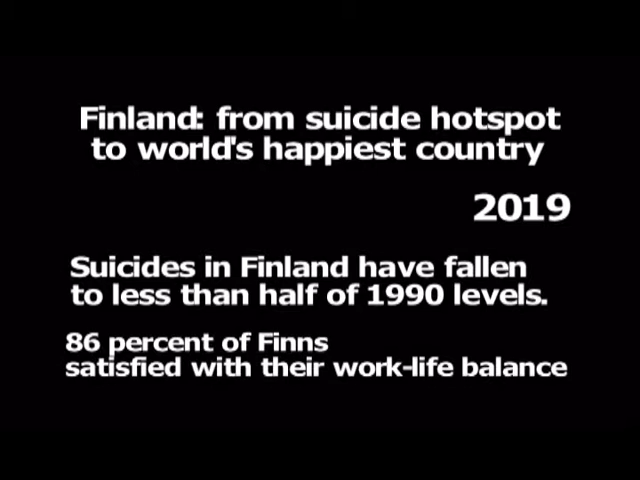 Finland: from suicide hotspot
to world's happiest country
2019
Suicides in Finland have fallen
to less than half of 1990 levels.
86 percent of Finns
satisfied with their work-life balance